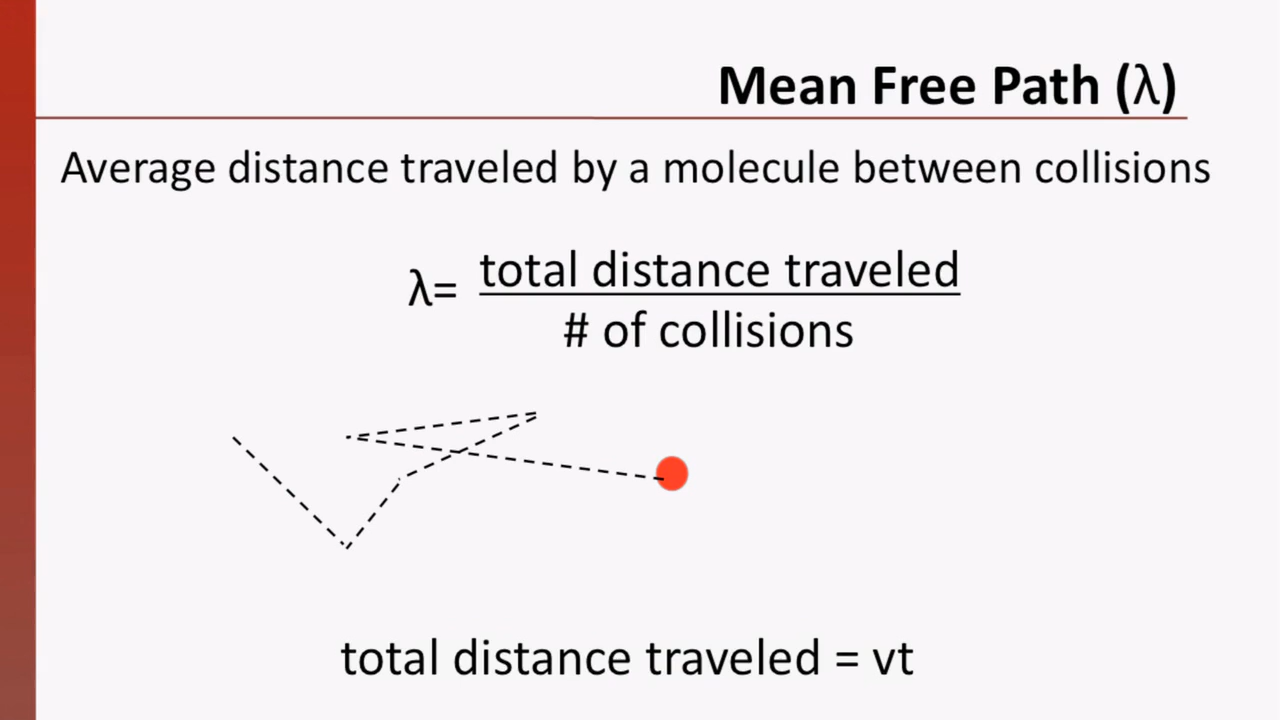 Mean Free Path (λ)
Average distance traveled by a molecule between collisions
λ= total distance traveled
# of collisions
total distance traveled = vt